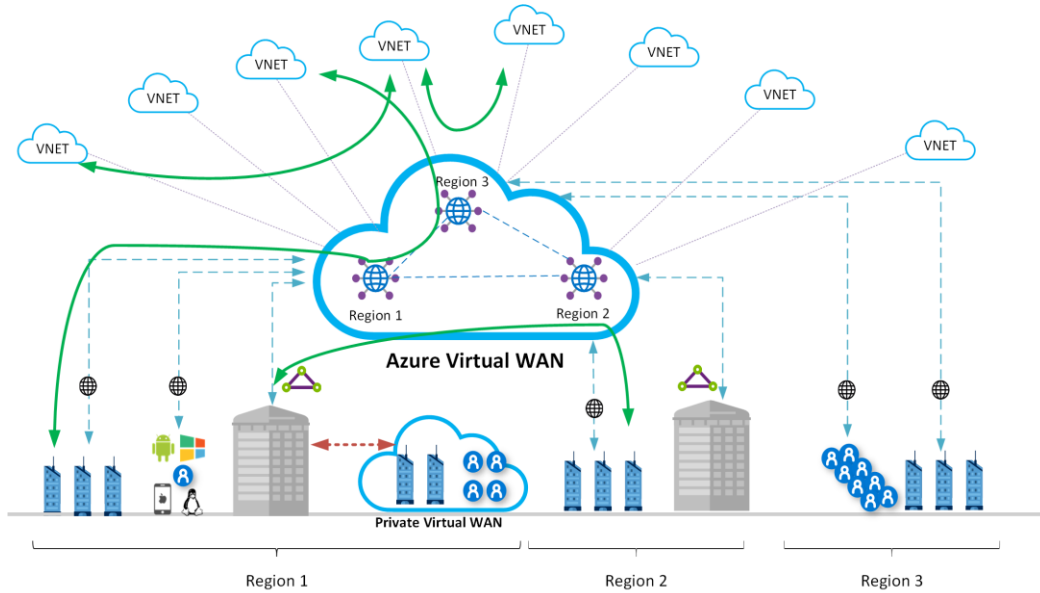 VNET
VNET
VNET
VNET
VNET
VNET
VNET
VNET
Region 3
Region 1
Region 2
Azure Virtual WAN
Private Virtual WAN
Region 1
Region 2
Region 3